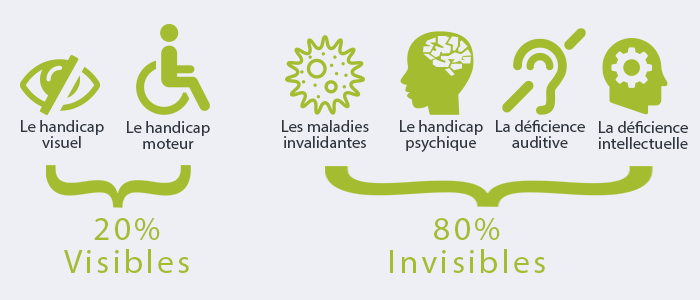 Le handicap
visuel
Le handicap
moteur
Les maladies
invalidantes
Le handicap
psychique
La déficience
auditive
La déficience
intellectuelle
20%
Visibles
80%
Invisibles